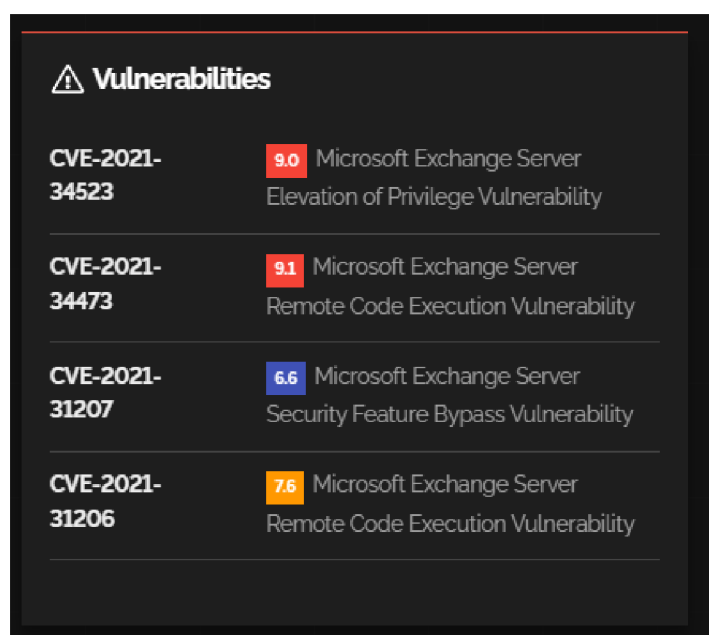 Vulnerabilities
CVE-2021-
34523
9.0 Microsoft Exchange Server
Elevation of Privilege Vulnerability
CVE-2021-
34473
9.1 Microsoft Exchange Server
Remote Code Execution Vulnerability
CVE-2021-
31207
6.6 Microsoft Exchange Server
Security Feature Bypass Vulnerability
CVE-2021-
31206
7.6 Microsoft Exchange Server
Remote Code Execution Vulnerability